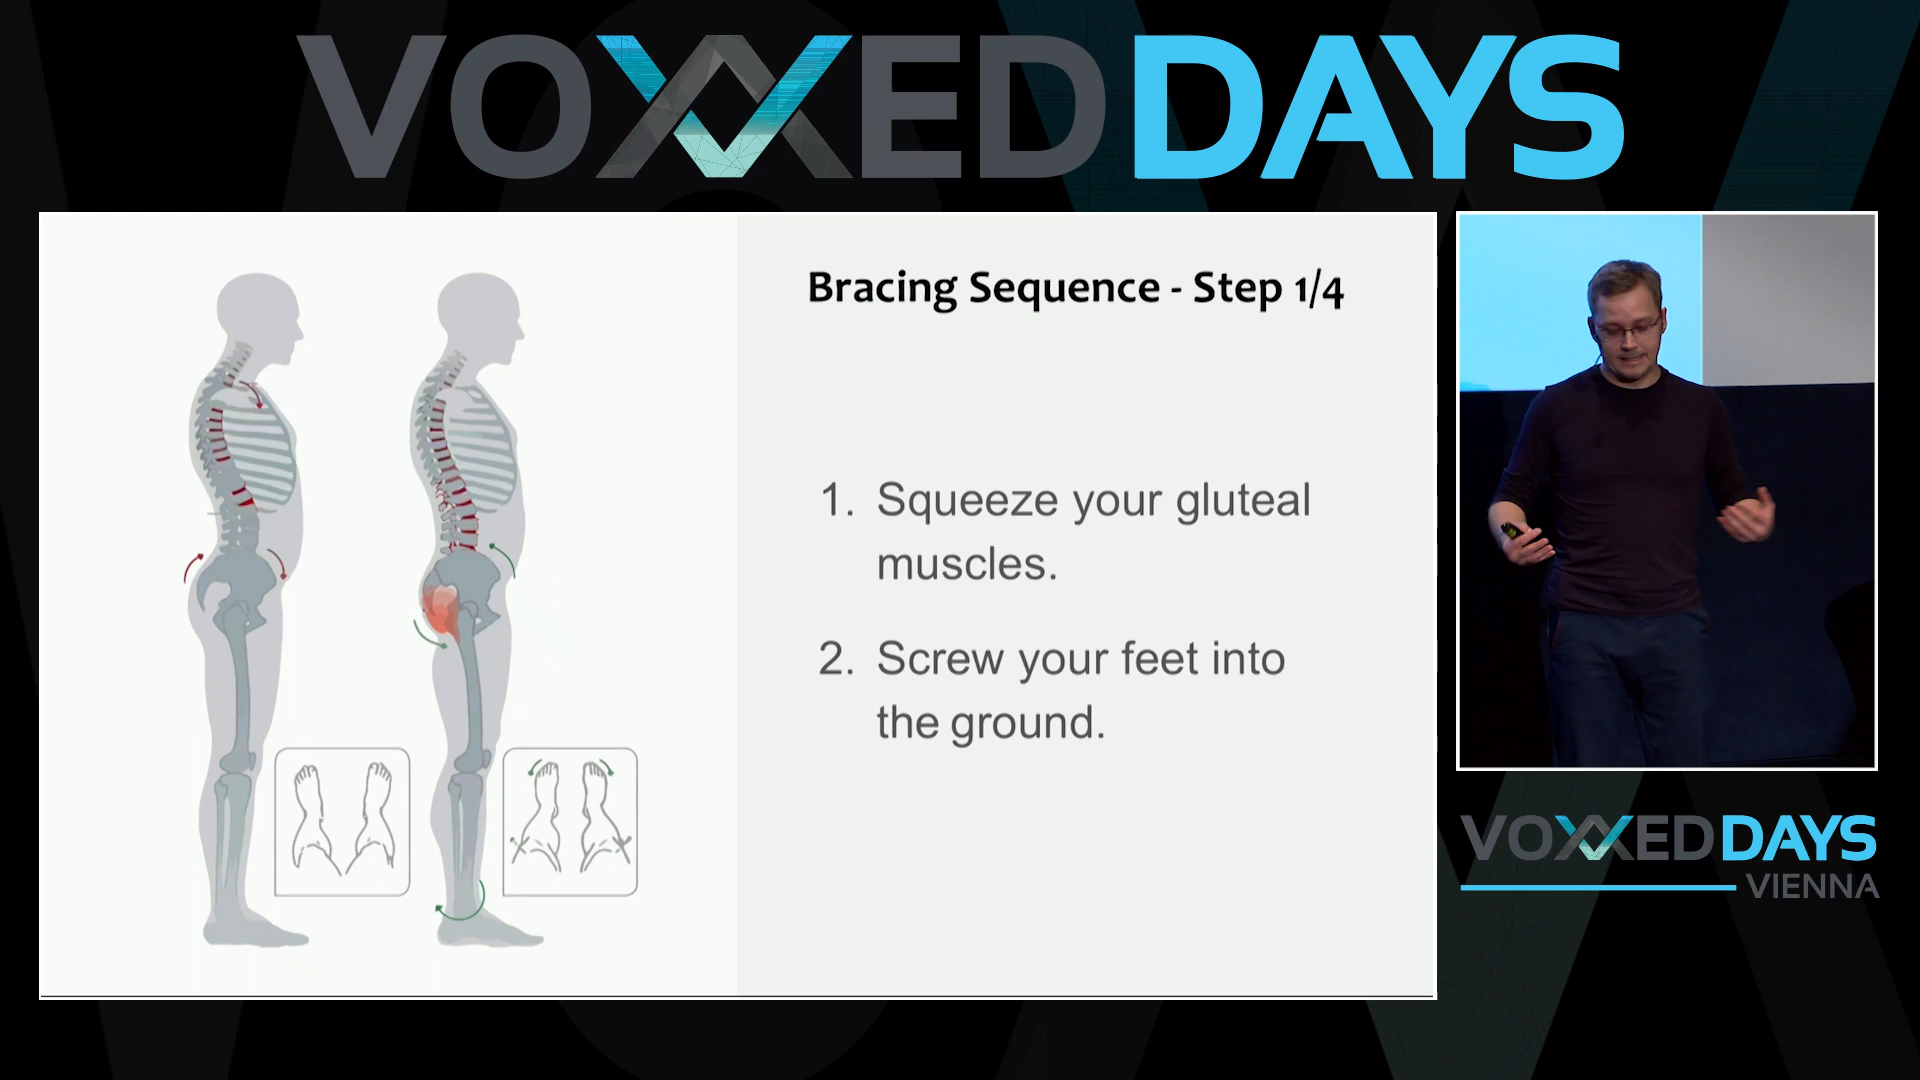 VOXXED DAYS
Bracing Sequence - Step 1/4
1. Squeeze your gluteal
muscles.
2. Screw your feet into
the ground.
VOXXED DAYS
VIENNA